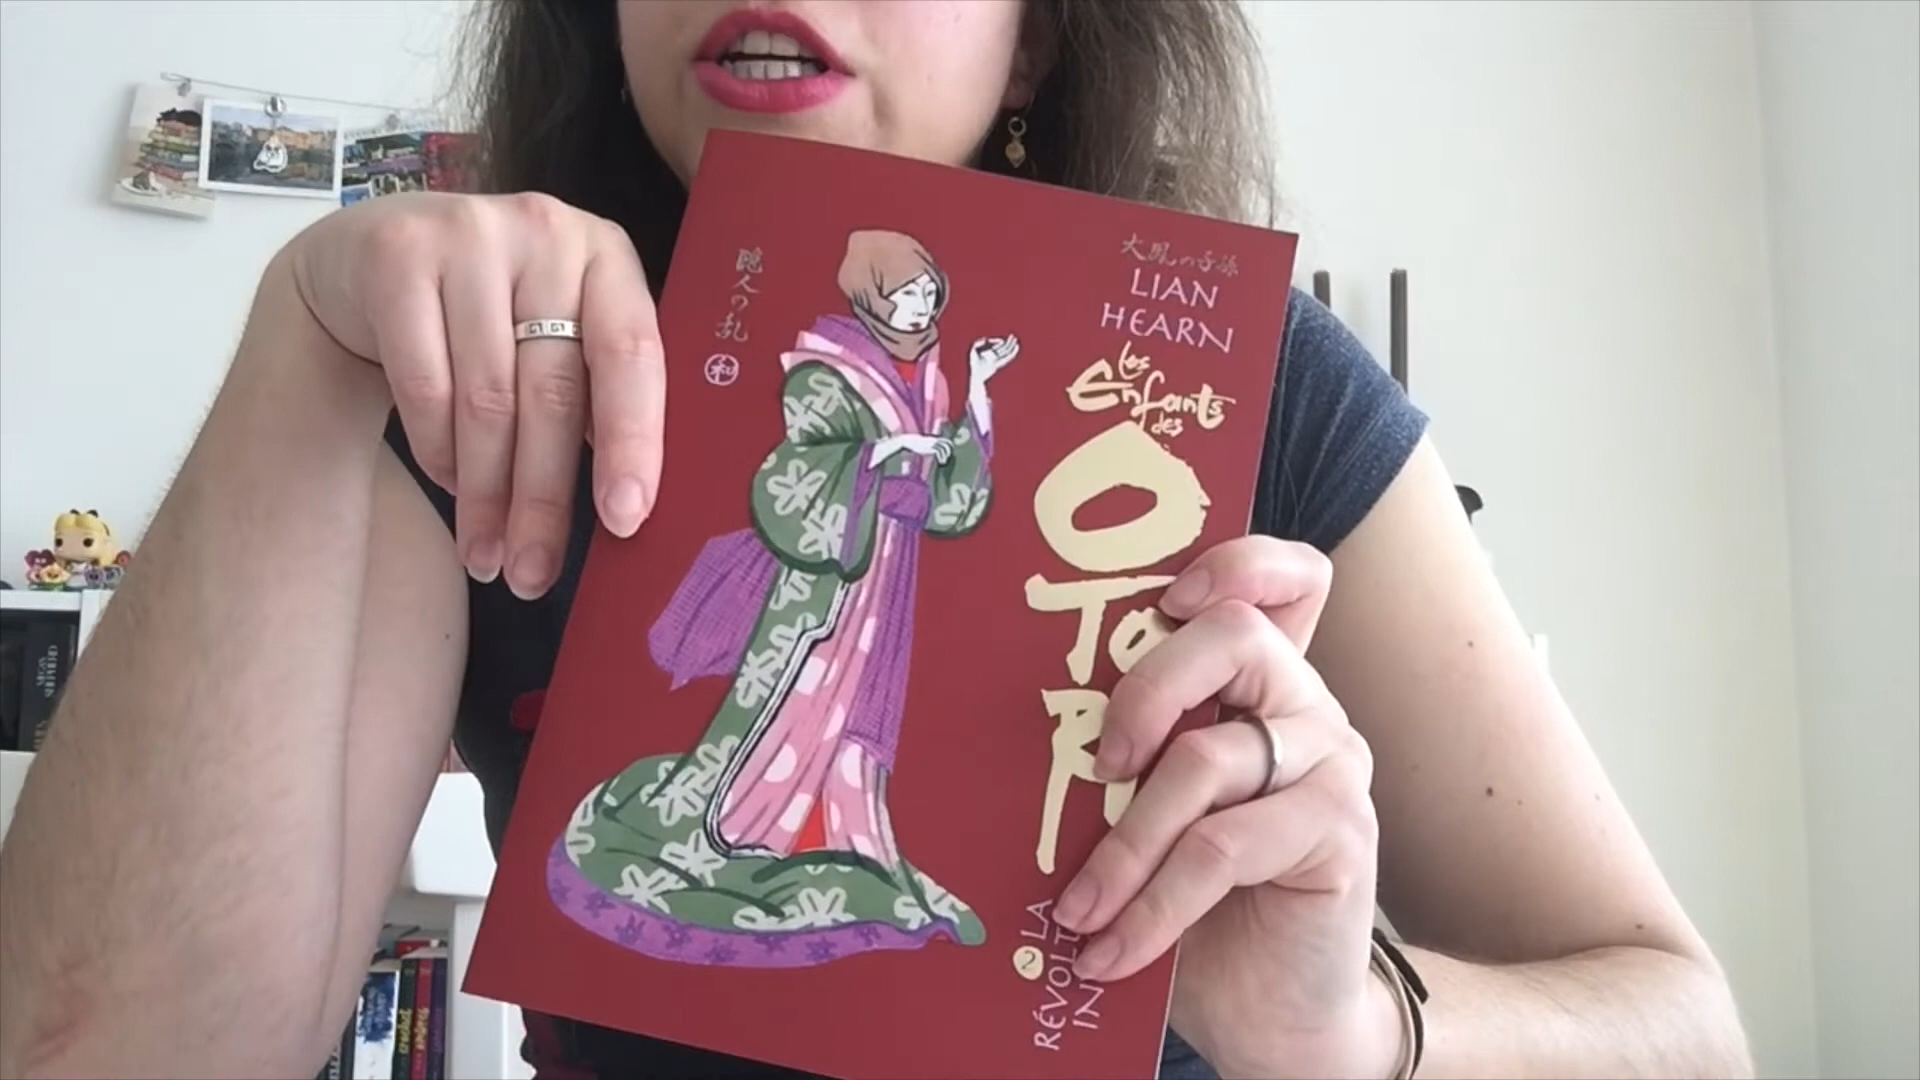 隠人の乱
大風の子孫
LIAN
HEARN
Les
Enfants
des
O
To
R
2
LA
RÉVOLT
IN
crochet